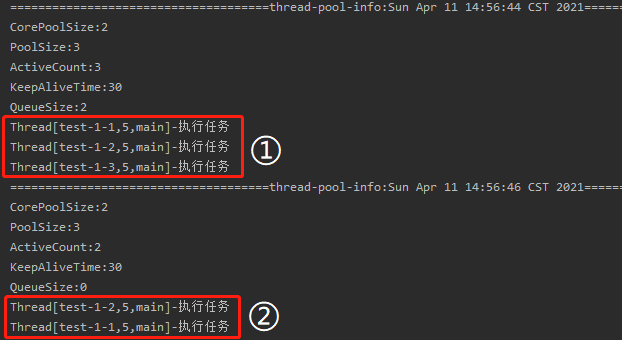 =====================================thread-pool-info:Sun Apr 11 14:56:44 CST 2021======
CorePoolSize:2
PoolSize:3
ActiveCount:3
KeepAliveTime:30
QueueSize:2
Thread[test-1-1,5,main]-执行任务
Thread[test-1-2,5,main]-执行任务
①
Thread[test-1-3,5,main]-执行任务
=====================================thread-pool-info:Sun Apr 11 14:56:46 CST 2021======
CorePoolSize:2
PoolSize:3
ActiveCount:2
KeepAliveTime:30
QueueSize:0
Thread[test-1-2,5,main]-执行任务
②
Thread[test-1-1,5,main]-执行任务